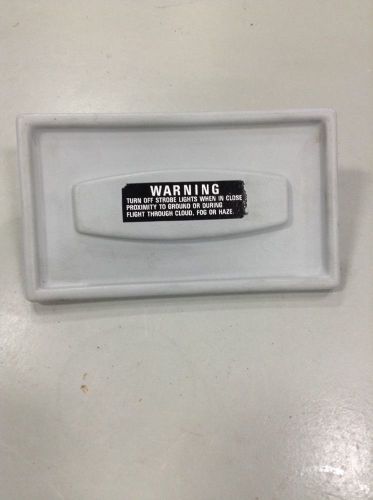 WARNING
TURN OFF STROBE LIGHTS WHEN IN CLOSE
PROXIMITY TO GROUND OR DURING
FLIGHT THROUGH CLOUD, FOG OR HAZE.